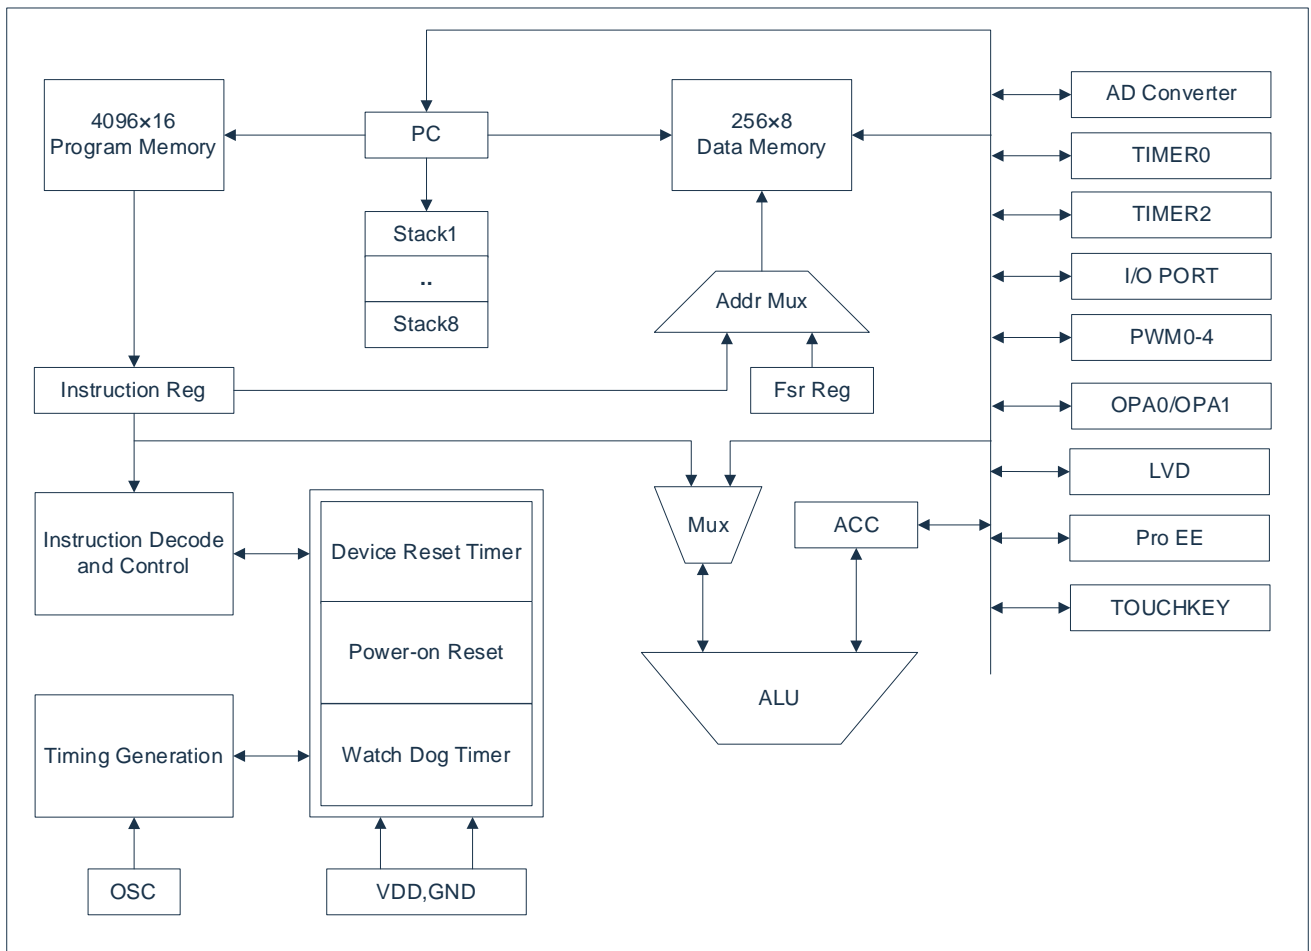 4096×16
Program Memory
PC
256×8
Data Memory
Stack1
..
Stack8
Addr Mux
Instruction Reg
Fsr Reg
Mux
ACC
Instruction Decode
and Control
Device Reset Timer
Power-on Reset
Watch Dog Timer
ALU
Timing Generation
OSC
VDD,GND
AD Converter
TIMER0
TIMER2
I/O PORT
PWM0-4
OPA0/OPA1
LVD
Pro EE
TOUCHKEY